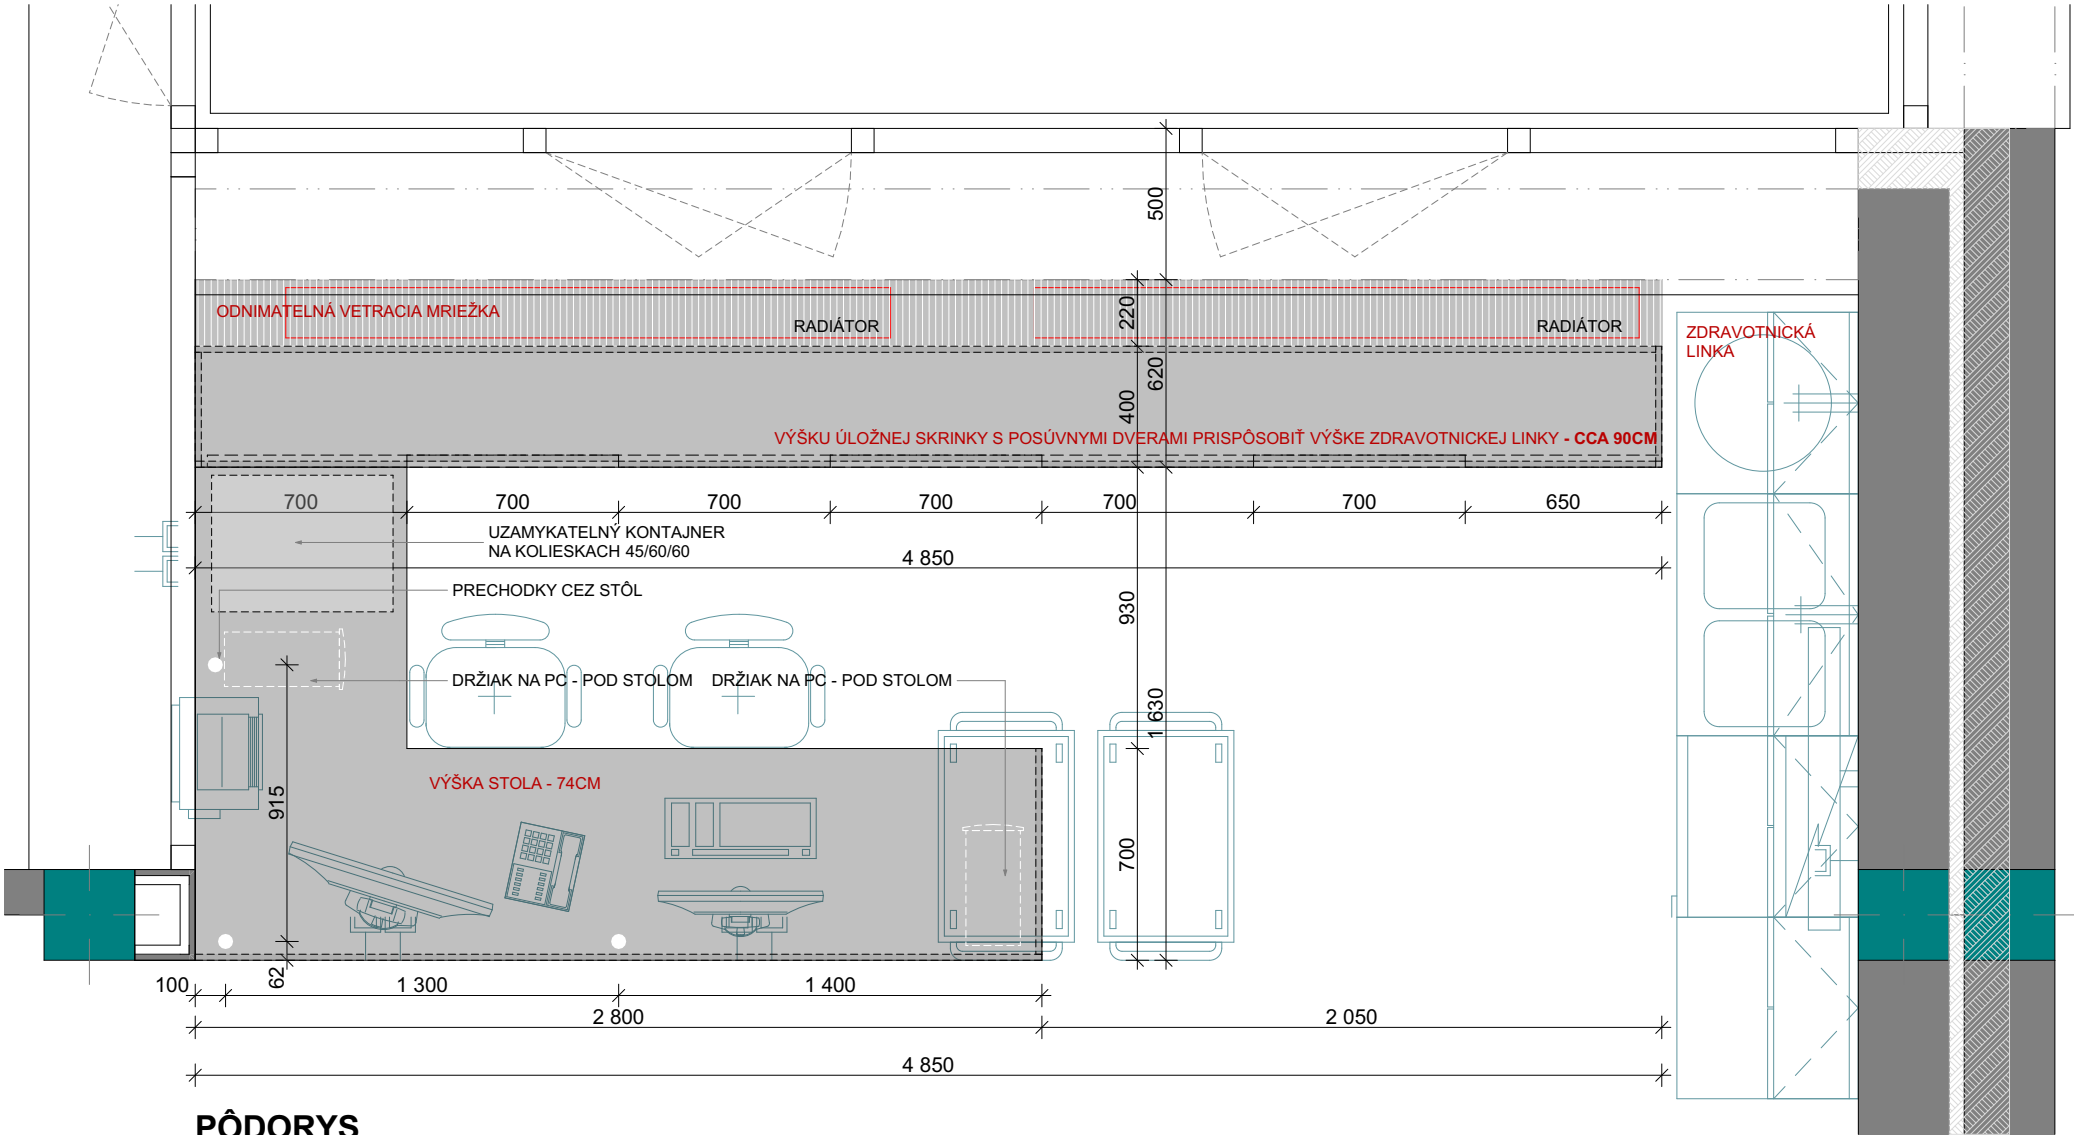 500
ODNIMATELNÁ VETRACIA MRIEŽKA
RADIÁTOR
220
RADIÁTOR
ZDRAVOTNICKÁ
LINKA
620
400
VÝŠKU ÚLOŽNEJ SKRINKY S POSÚVNYMI DVERAMI PRISPÔSOBIŤ VÝŠKE ZDRAVOTNICKEJ LINKY - CCA 90CM
700 700 700 700 700 700 650
UZAMYKATELNÝ KONTAJNER
NA KOLIESKACH 45/60/60
4 850
PRECHODKY CEZ STÔL
930
DRŽIAK NA PC - POD STOLOM DRŽIAK NA PC - POD STOLOM
1 630
VÝŠKA STOLA - 74CM
915
700
62
100 1 300 1 400
2 800 2 050
4 850
PÔDORYS